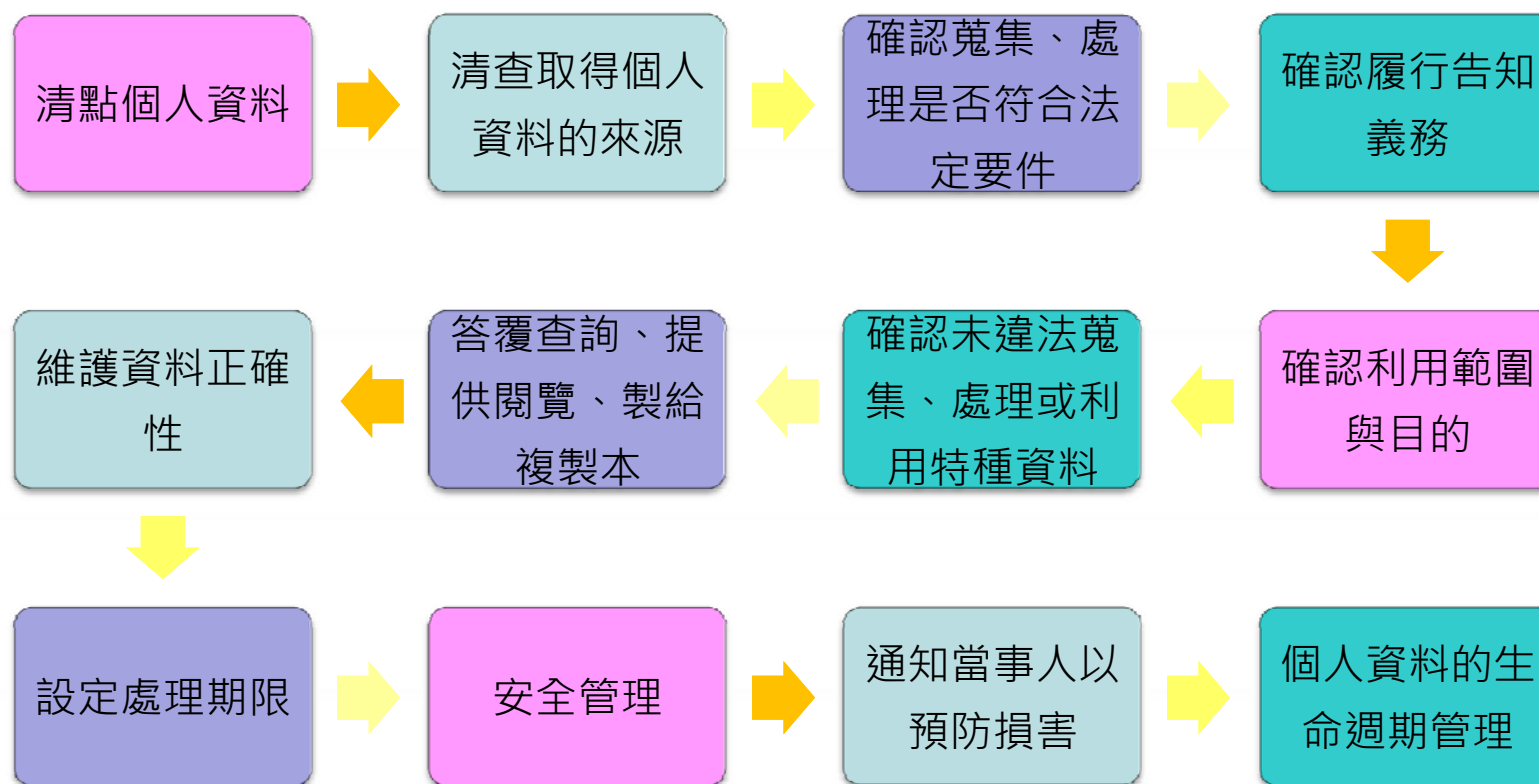 清點個人資料
清查取得個人
資料的來源
確認蒐集、處
理是否符合法
定要件
確認履行告知
義務
確認利用範圍
與目的
確認未違法蒐
集、處理或利
用特種資料
答覆查詢、提
供閱覽、製給
複製本
維護資料正確
性
設定處理期限
安全管理
通知當事人以
預防損害
個人資料的生
命週期管理